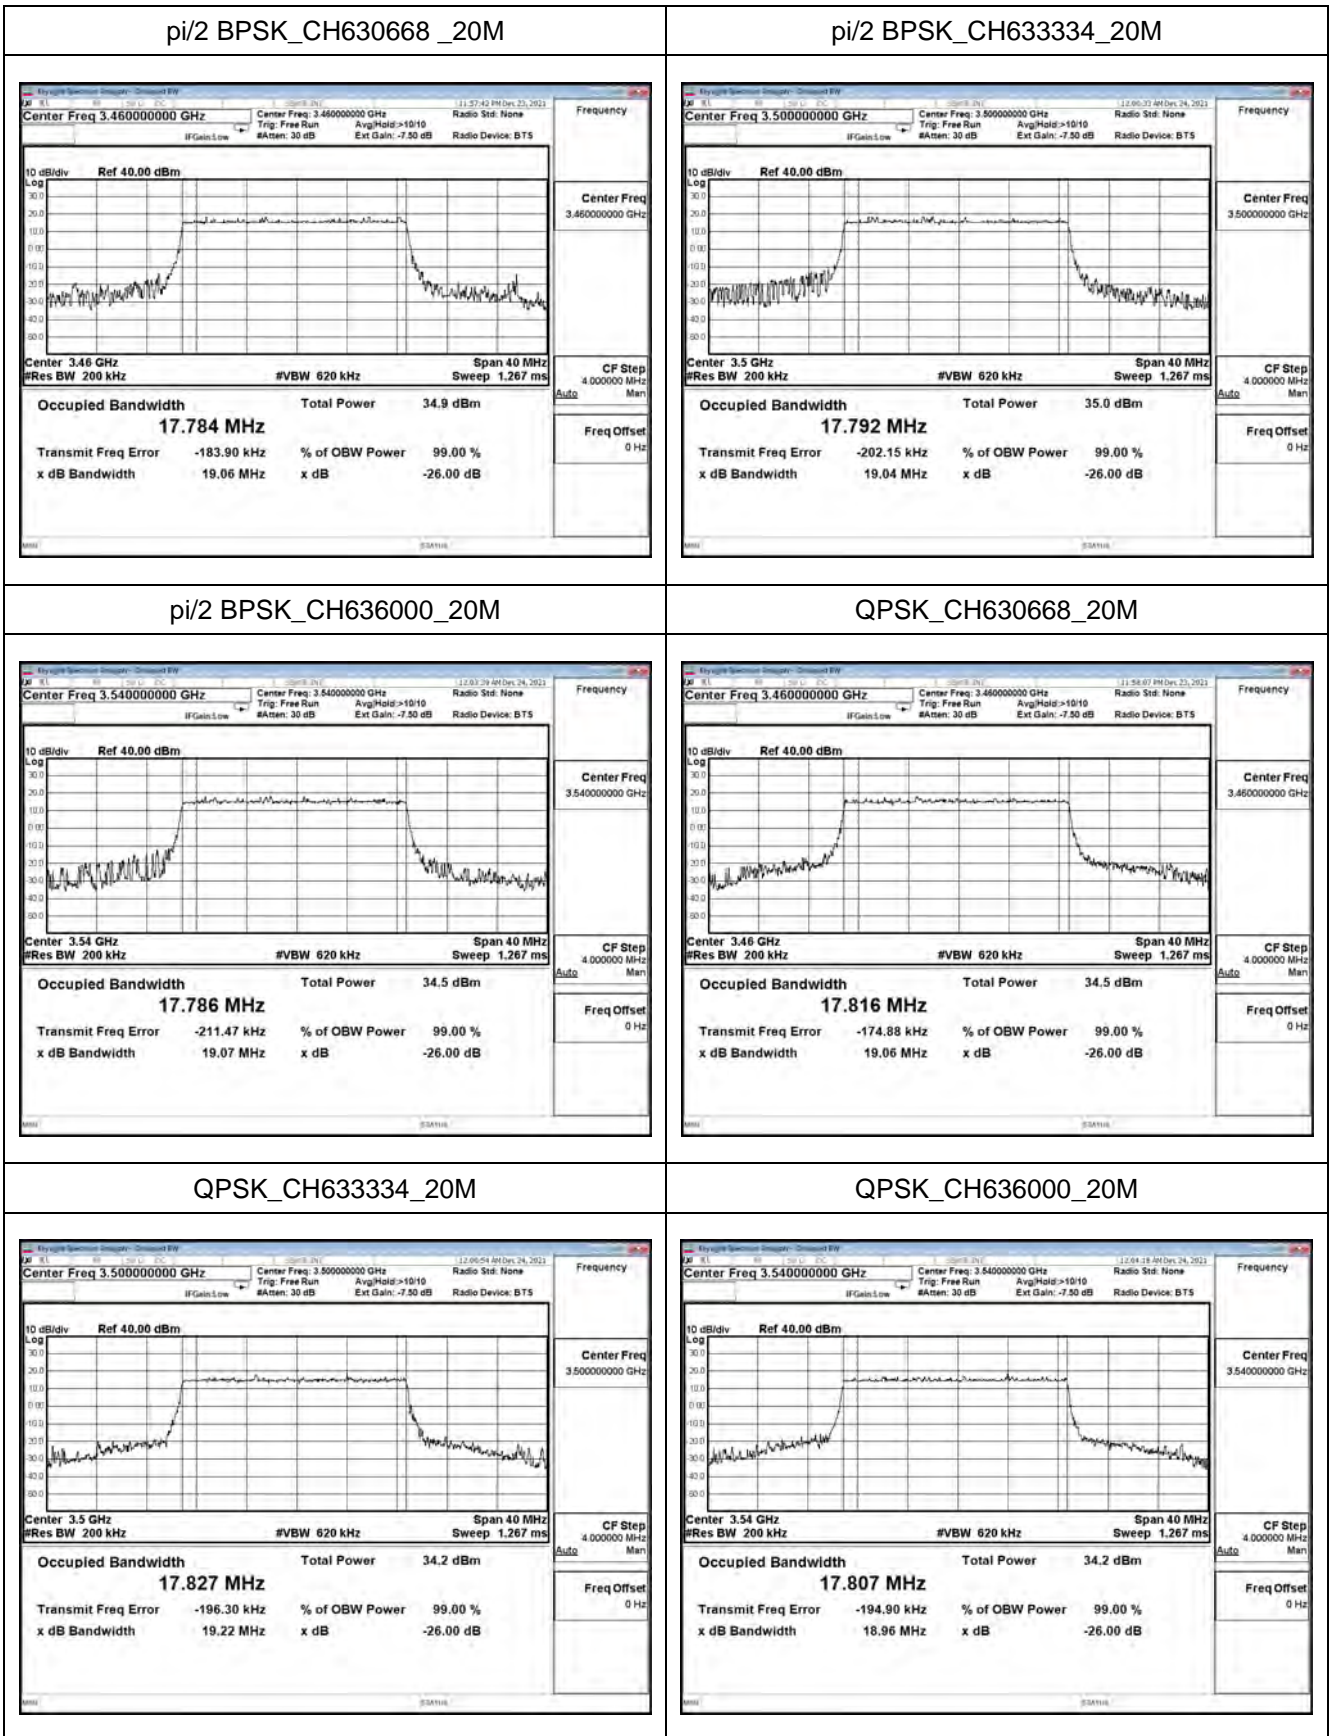 pi/2 BPSK_CH630668 _20M
Center Freq 3.460000000 GHz
Center Freq: 3.460000000 GHz
Radio Std: None
Trig: Free Run Avg|Hold:>10/10
IFGain:Low
#Atten: 30 dB Ext Gain: -7.50 dB Radio Device: BTS
Frequency
10 dB/div Ref 40.00 dBm
Log
Center Freq
3.460000000 GHz
Center 3.46 GHz Span 40 MHz
#Res BW 200 kHz #VBW 620 kHz Sweep 1.267 ms
CF Step
4.000000 MHz
Auto Man
Occupied Bandwidth Total Power 34.9 dBm
17.784 MHz
Freq Offset
0 Hz
Transmit Freq Error -183.90 kHz % of OBW Power 99.00 %
x dB Bandwidth 19.06 MHz x dB -26.00 dB
pi/2 BPSK_CH633334_20M
Center Freq 3.500000000 GHz
Center Freq: 3.500000000 GHz
Radio Std: None
Trig: Free Run Avg|Hold:>10/10
IFGain:Low
#Atten: 30 dB Ext Gain: -7.50 dB Radio Device: BTS
Frequency
10 dB/div Ref 40.00 dBm
Log
Center Freq
3.500000000 GHz
Center 3.5 GHz Span 40 MHz
#Res BW 200 kHz #VBW 620 kHz Sweep 1.267 ms
CF Step
4.000000 MHz
Auto Man
Occupied Bandwidth Total Power 35.0 dBm
17.792 MHz
Freq Offset
0 Hz
Transmit Freq Error -202.15 kHz % of OBW Power 99.00 %
x dB Bandwidth 19.04 MHz x dB -26.00 dB
pi/2 BPSK_CH636000_20M
Center Freq 3.540000000 GHz
Center Freq: 3.540000000 GHz
Radio Std: None
Trig: Free Run Avg|Hold:>10/10
IFGain:Low
#Atten: 30 dB Ext Gain: -7.50 dB Radio Device: BTS
Frequency
10 dB/div Ref 40.00 dBm
Log
Center Freq
3.540000000 GHz
Center 3.54 GHz Span 40 MHz
#Res BW 200 kHz #VBW 620 kHz Sweep 1.267 ms
CF Step
4.000000 MHz
Auto Man
Occupied Bandwidth Total Power 34.5 dBm
17.786 MHz
Freq Offset
0 Hz
Transmit Freq Error -211.47 kHz % of OBW Power 99.00 %
x dB Bandwidth 19.07 MHz x dB -26.00 dB
QPSK_CH630668_20M
Center Freq 3.460000000 GHz
Center Freq: 3.460000000 GHz
Radio Std: None
Trig: Free Run Avg|Hold:>10/10
IFGain:Low
#Atten: 30 dB Ext Gain: -7.50 dB Radio Device: BTS
Frequency
10 dB/div Ref 40.00 dBm
Log
Center Freq
3.460000000 GHz
Center 3.46 GHz Span 40 MHz
#Res BW 200 kHz #VBW 620 kHz Sweep 1.267 ms
CF Step
4.000000 MHz
Auto Man
Occupied Bandwidth Total Power 34.5 dBm
17.816 MHz
Freq Offset
0 Hz
Transmit Freq Error -174.88 kHz % of OBW Power 99.00 %
x dB Bandwidth 19.06 MHz x dB -26.00 dB
QPSK_CH633334_20M
Center Freq 3.500000000 GHz
Center Freq: 3.500000000 GHz
Radio Std: None
Trig: Free Run Avg|Hold:>10/10
IFGain:Low
#Atten: 30 dB Ext Gain: -7.50 dB Radio Device: BTS
Frequency
10 dB/div Ref 40.00 dBm
Log
Center Freq
3.500000000 GHz
Center 3.5 GHz Span 40 MHz
#Res BW 200 kHz #VBW 620 kHz Sweep 1.267 ms
CF Step
4.000000 MHz
Auto Man
Occupied Bandwidth Total Power 34.2 dBm
17.827 MHz
Freq Offset
0 Hz
Transmit Freq Error -196.30 kHz % of OBW Power 99.00 %
x dB Bandwidth 19.22 MHz x dB -26.00 dB
QPSK_CH636000_20M
Center Freq 3.540000000 GHz
Center Freq: 3.540000000 GHz
Radio Std: None
Trig: Free Run Avg|Hold:>10/10
IFGain:Low
#Atten: 30 dB Ext Gain: -7.50 dB Radio Device: BTS
Frequency
10 dB/div Ref 40.00 dBm
Log
Center Freq
3.540000000 GHz
Center 3.54 GHz Span 40 MHz
#Res BW 200 kHz #VBW 620 kHz Sweep 1.267 ms
CF Step
4.000000 MHz
Auto Man
Occupied Bandwidth Total Power 34.2 dBm
17.807 MHz
Freq Offset
0 Hz
Transmit Freq Error -194.90 kHz % of OBW Power 99.00 %
x dB Bandwidth 18.96 MHz x dB -26.00 dB